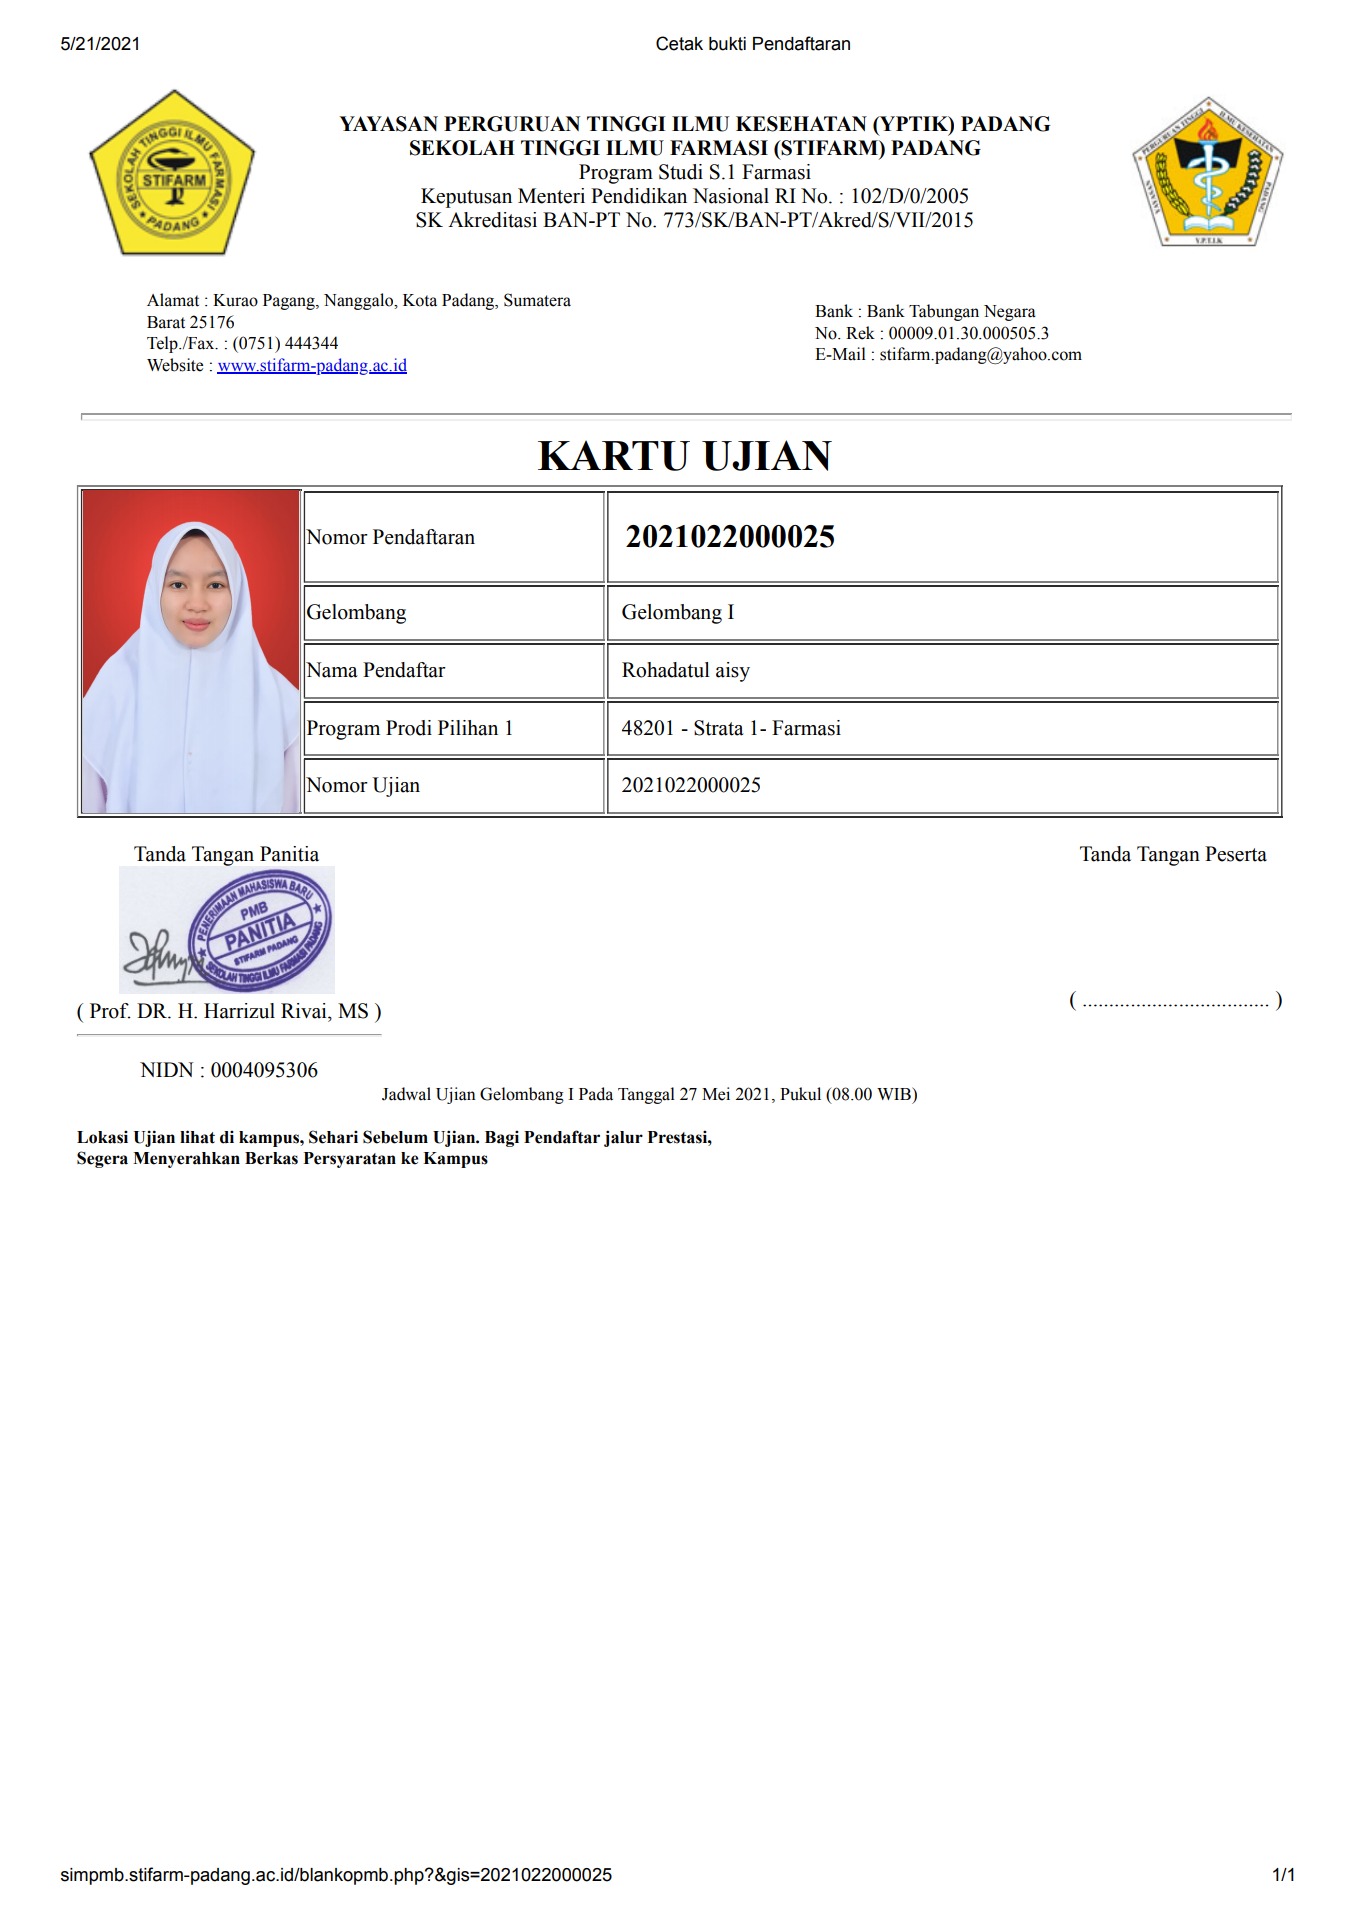 5/21/2021
Cetak bukti Pendaftaran
SEKOLAH TINGGI ILMU FARMASI
STIFARM
PADANG
YAYASAN PERGURUAN TINGGI ILMU KESEHATAN (YPTIK) PADANG
SEKOLAH TINGGI ILMU FARMASI (STIFARM) PADANG
Program Studi S.1 Farmasi
Keputusan Menteri Pendidikan Nasional RI No. : 102/D/0/2005
SK Akreditasi BAN-PT No. 773/SK/BAN-PT/Akred/S/VII/2015
YAYASAN PERGURUAN TINGGI ILMU KESEHATAN PADANG
Y.P.T.I.K
Alamat : Kurao Pagang, Nanggalo, Kota Padang, Sumatera
Barat 25176
Telp./Fax. : (0751) 444344
Website : www.stifarm-padang.ac.id
Bank : Bank Tabungan Negara
No. Rek : 00009.01.30.000505.3
E-Mail : stifarm.padang@yahoo.com
KARTU UJIAN
Nomor Pendaftaran 2021022000025
Gelombang Gelombang I
Nama Pendaftar Rohadatul aisy
Program Prodi Pilihan 1 48201 - Strata 1- Farmasi
Nomor Ujian 2021022000025
Tanda Tangan Panitia
PENERIMAAN MAHASISWA BARU
PMB
PANITIA
STIFARM PADANG
SEKOLAH TINGGI ILMU FARMASI PADANG
( Prof. DR. H. Harrizul Rivai, MS )
NIDN : 0004095306
Tanda Tangan Peserta
( .................................... )
Jadwal Ujian Gelombang I Pada Tanggal 27 Mei 2021, Pukul (08.00 WIB)
Lokasi Ujian lihat di kampus, Sehari Sebelum Ujian. Bagi Pendaftar jalur Prestasi,
Segera Menyerahkan Berkas Persyaratan ke Kampus
simpmb.stifarm-padang.ac.id/blankopmb.php?&gis=2021022000025
1/1